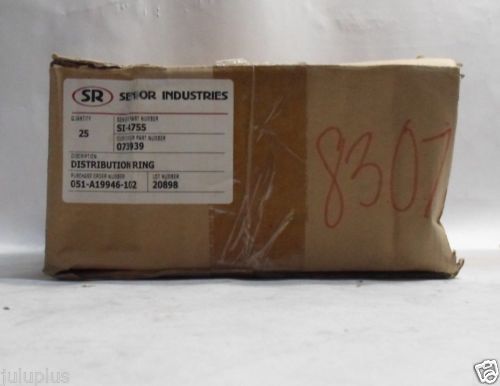 SR SENIOR INDUSTRIES
QUANTITY
25
SENIOR PART NUMBER
SI-4755
CUSTOMER PART NUMBER
073939
DESCRIPTION
DISTRIBUTION RING
PURCHASE ORDER NUMBER
051-A19946-102
LOT NUMBER
20898
8307
juluplus